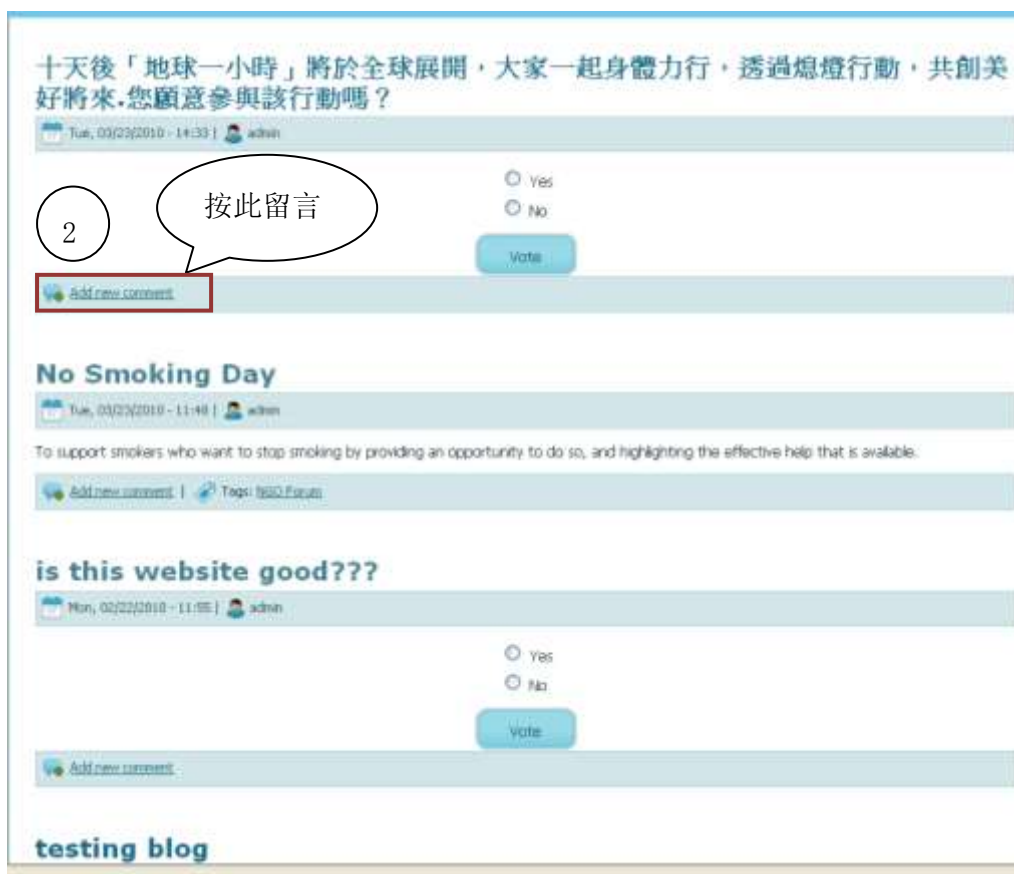 十天後「地球一小時」將於全球展開，大家一起身體力行，透過熄燈行動，共創美
好將來.您願意參與該行動嗎？
Tue, 03/23/2010 - 14:33 | admin
Yes
按此留言
No
2
Vote
Add new comment
No Smoking Day
Tue, 03/23/2010 - 11:48 | admin
To support smokers who want to stop smoking by providing an opportunity to do so, and highlighting the effective help that is available.
Add new comment | Tags: NGO Forum
is this website good???
Mon, 02/22/2010 - 11:55 | admin
Yes
No
Vote
Add new comment
testing blog